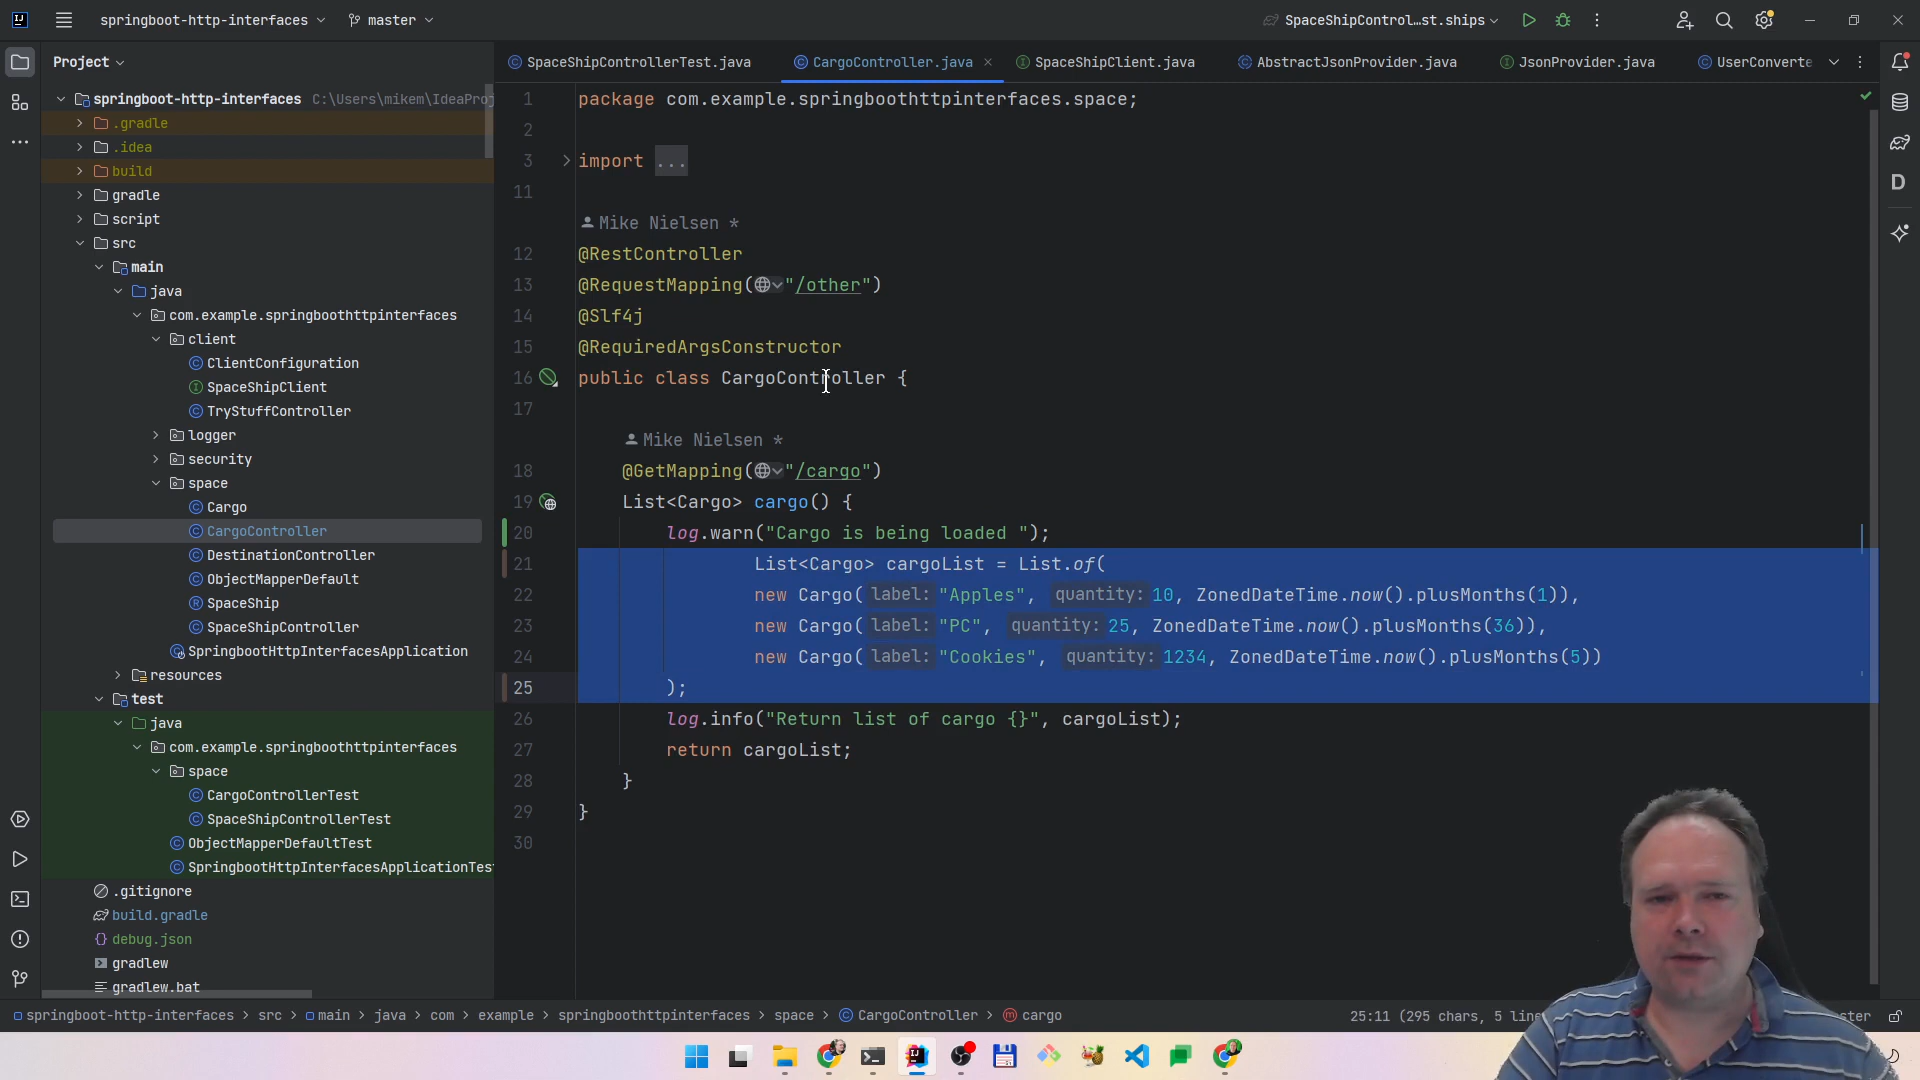 springboot-http-interfaces
master
SpaceShipControl...st.ships
Project
SpaceShipControllerTest.java
CargoController.java
SpaceShipClient.java
AbstractJsonProvider.java
JsonProvider.java
UserConverte
springboot-http-interfaces C:\Users\mikem\IdeaProj
.gradle
.idea
build
gradle
script
src
main
java
com.example.springboothttpinterfaces
client
ClientConfiguration
SpaceShipClient
TryStuffController
logger
security
space
Cargo
CargoController
DestinationController
ObjectMapperDefault
SpaceShip
SpaceShipController
SpringbootHttpInterfacesApplication
resources
test
java
com.example.springboothttpinterfaces
space
CargoControllerTest
SpaceShipControllerTest
ObjectMapperDefaultTest
SpringbootHttpInterfacesApplicationTest
.gitignore
build.gradle
debug.json
gradlew
gradlew.bat
1 package com.example.springboothttpinterfaces.space;
2
3 import ...
11
Mike Nielsen *
12 @RestController
13 @RequestMapping("/other")
14 @Slf4j
15 @RequiredArgsConstructor
16 public class CargoController {
17
Mike Nielsen *
18 @GetMapping("/cargo")
19 List<Cargo> cargo() {
20 log.warn("Cargo is being loaded ");
21 List<Cargo> cargoList = List.of(
22 new Cargo( label: "Apples", quantity: 10, ZonedDateTime.now().plusMonths(1)),
23 new Cargo( label: "PC", quantity: 25, ZonedDateTime.now().plusMonths(36)),
24 new Cargo( label: "Cookies", quantity: 1234, ZonedDateTime.now().plusMonths(5))
25 );
26 log.info("Return list of cargo {}", cargoList);
27 return cargoList;
28 }
29 }
30
springboot-http-interfaces > src > main > java > com > example > springboothttpinterfaces > space > CargoController > cargo
25:11 (295 chars, 5 line
ster